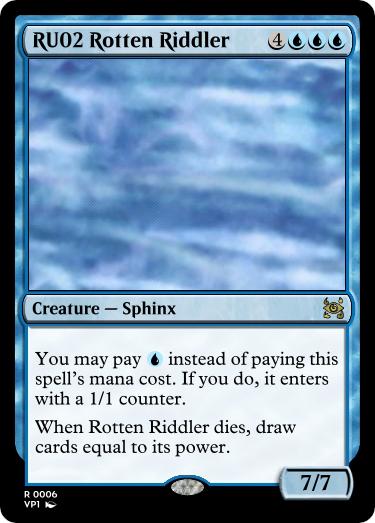 RU02 Rotten Riddler 4
Creature — Sphinx
You may pay instead of paying this
spell's mana cost. If you do, it enters
with a 1/1 counter.
When Rotten Riddler dies, draw
cards equal to its power.
7/7
R 0006
VP1